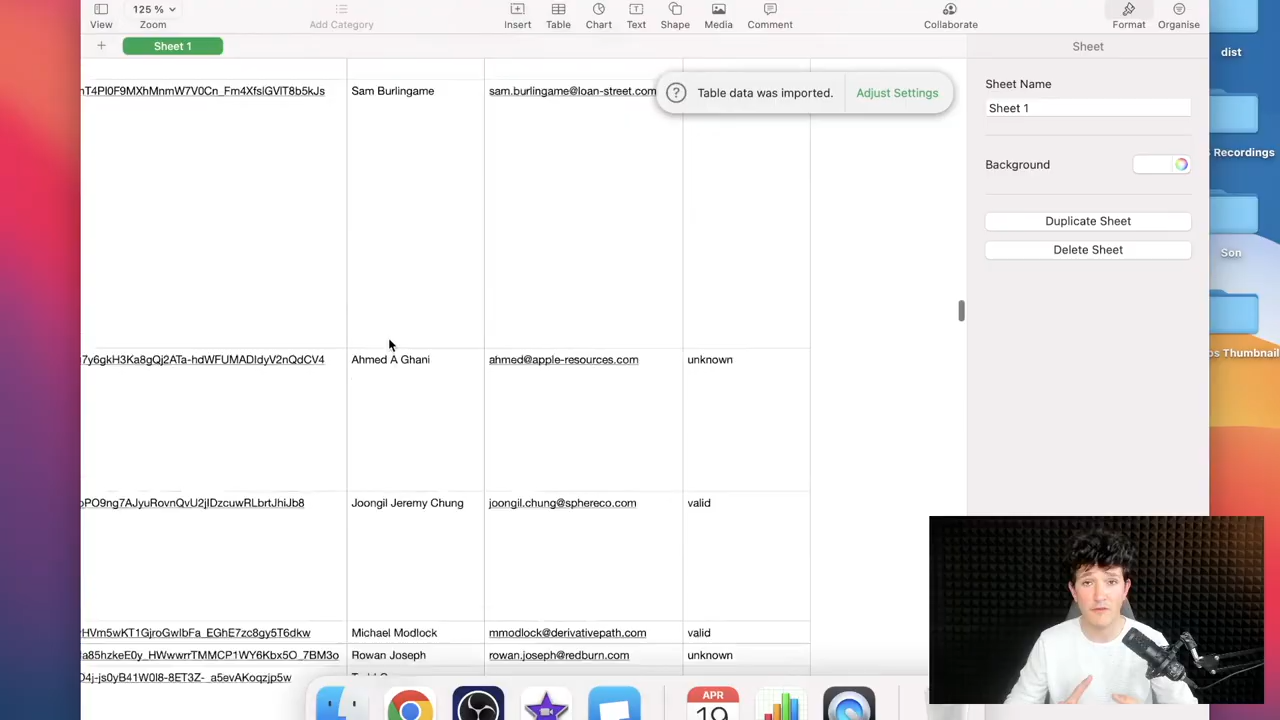 125 %
View
Zoom
Add Category
Insert
Table
Chart
Text
Shape
Media
Comment
Collaborate
Format
Organise
Sheet 1
Sheet
dist
Sam Burlingame
sam.burlingame@loan-street.com
Table data was imported.
Adjust Settings
Sheet Name
Sheet 1
Recordings
Background
Duplicate Sheet
Delete Sheet
Son
Ahmed A Ghani
ahmed@apple-resources.com
unknown
Thumbnail
Joongil Jeremy Chung
joongil.chung@sphereco.com
valid
Michael Modlock
mmodlock@derivativepath.com
valid
Rowan Joseph
rowan.joseph@redburn.com
unknown
APR
19